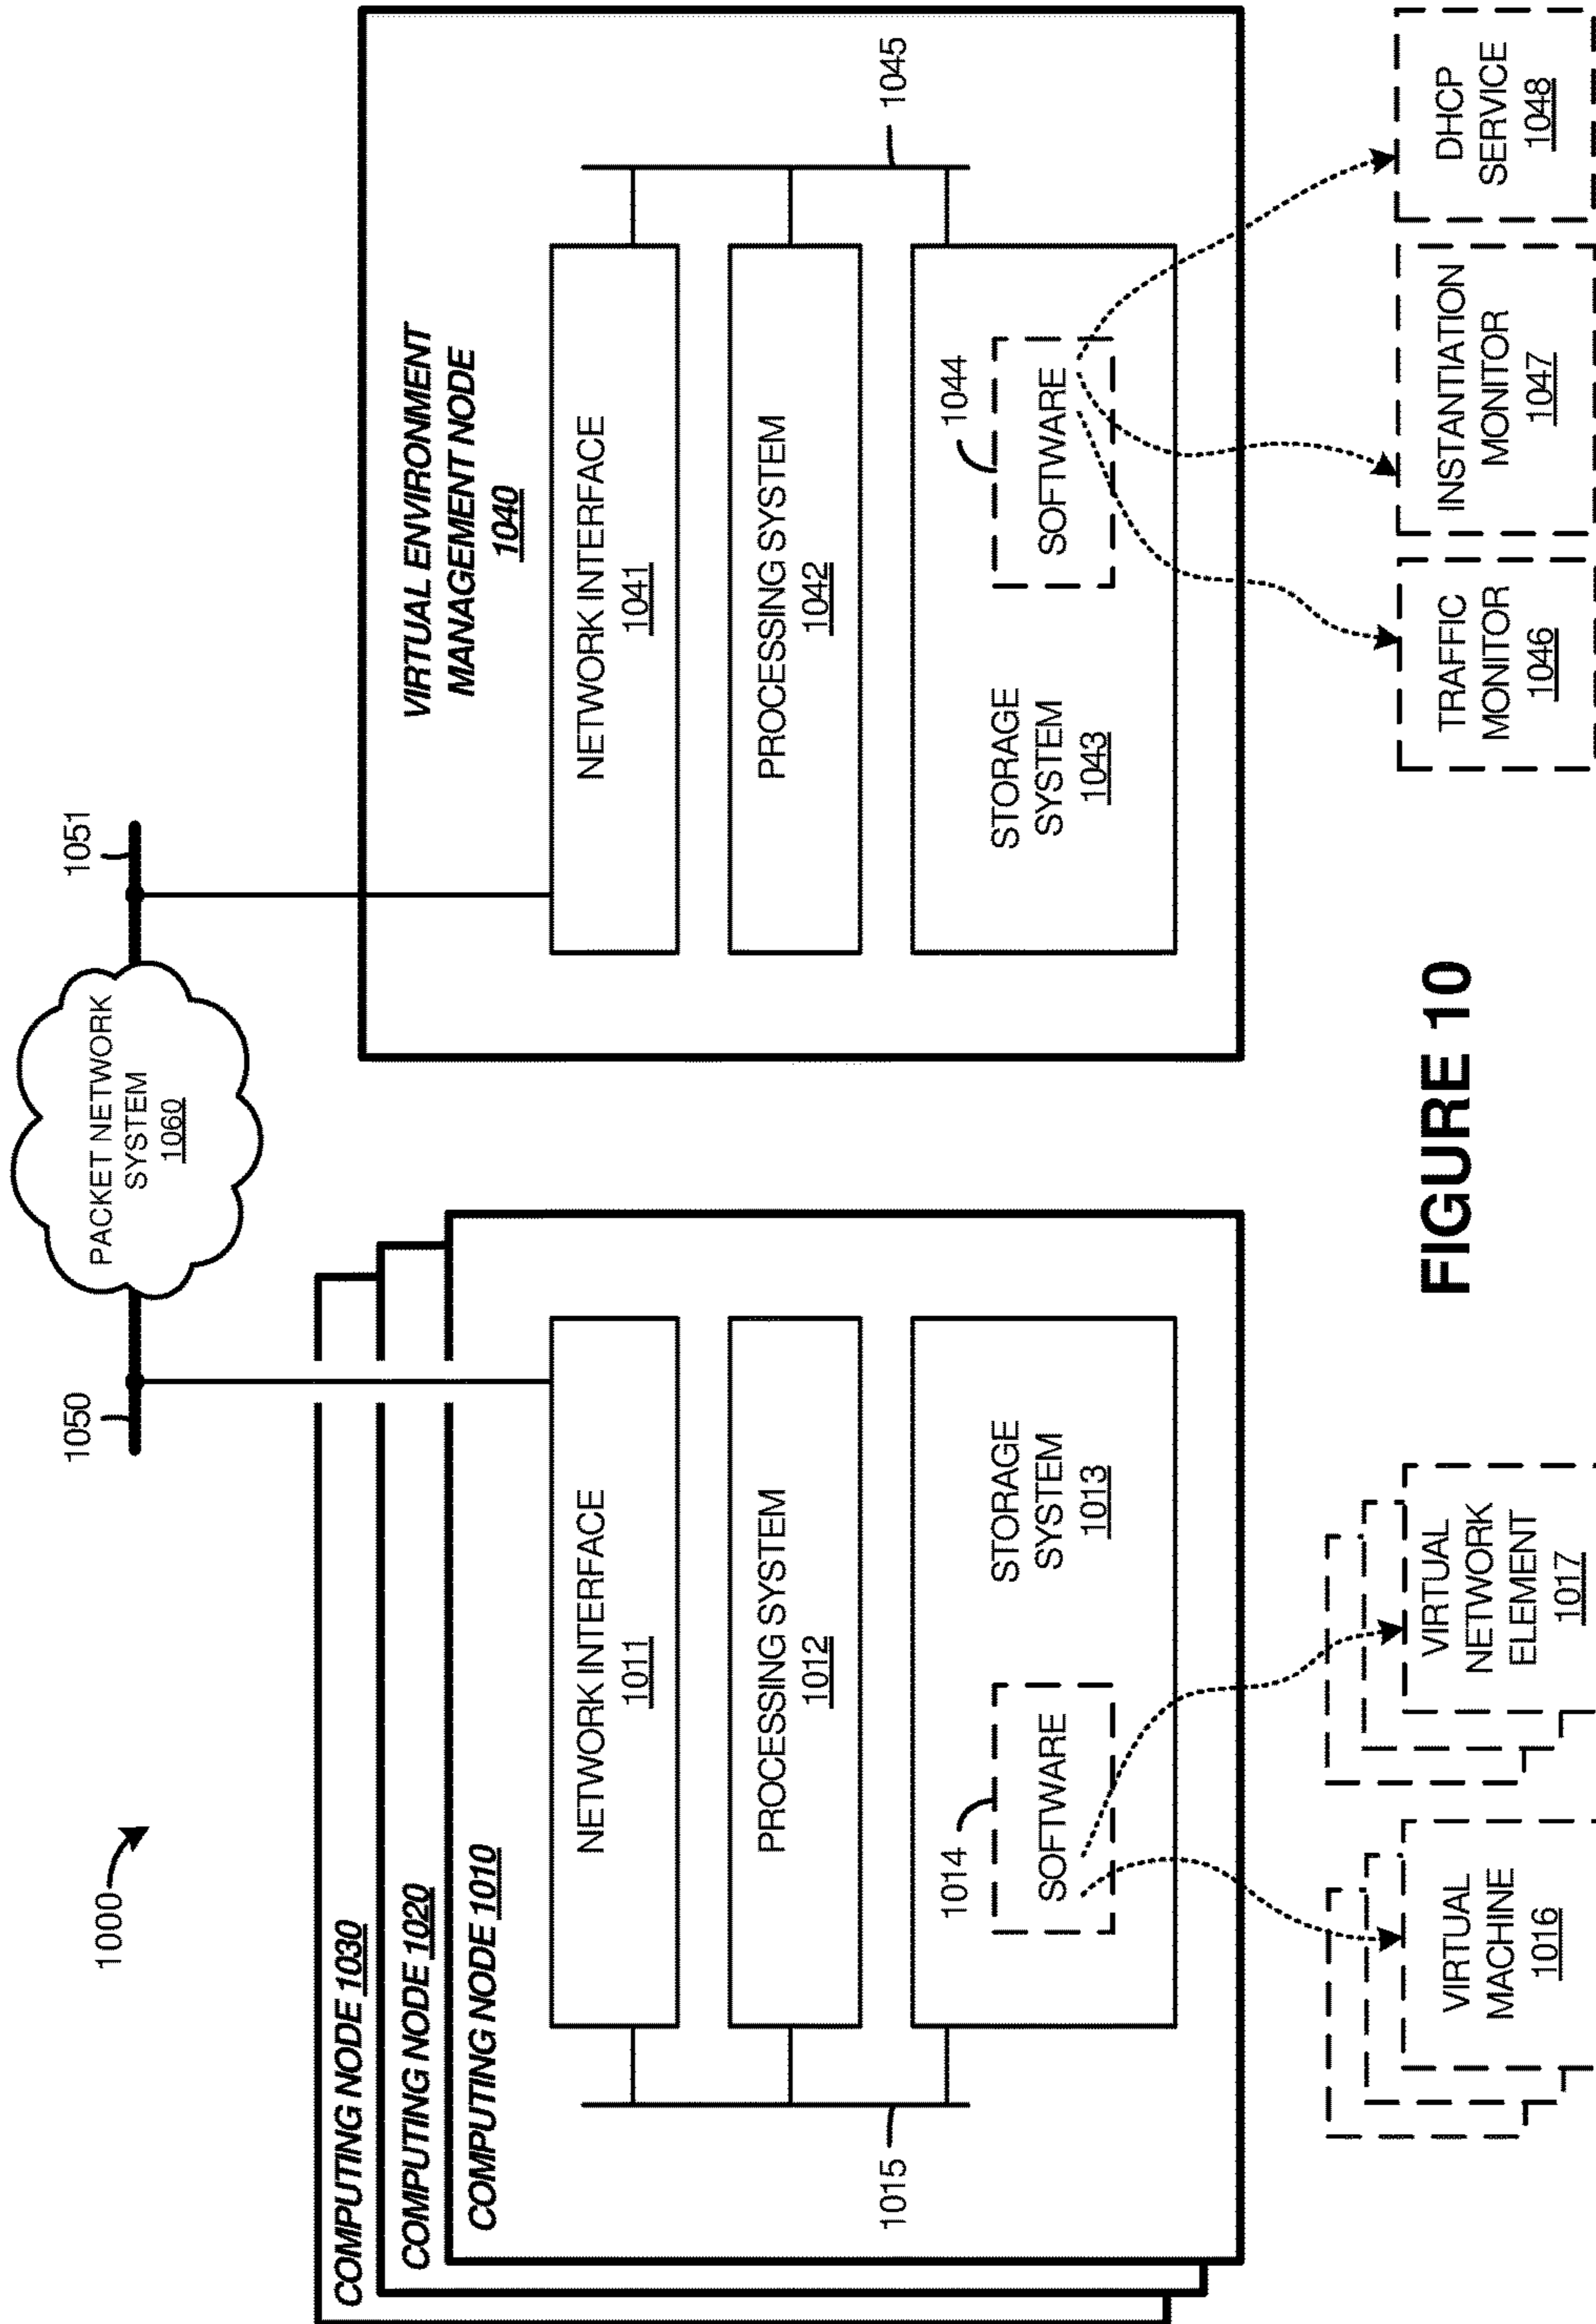 1000
1050
PACKET NETWORK
SYSTEM
1060
1051
COMPUTING NODE 1030
COMPUTING NODE 1020
COMPUTING NODE 1010
NETWORK INTERFACE
1011
PROCESSING SYSTEM
1012
STORAGE
SYSTEM
1013
1014
SOFTWARE
1015
VIRTUAL
MACHINE
1016
VIRTUAL
NETWORK
ELEMENT
1017
VIRTUAL ENVIRONMENT
MANAGEMENT NODE
1040
NETWORK INTERFACE
1041
PROCESSING SYSTEM
1042
STORAGE
SYSTEM
1043
1044
SOFTWARE
1045
TRAFFIC
MONITOR
1046
INSTANTIATION
MONITOR
1047
DHCP
SERVICE
1048
FIGURE 10